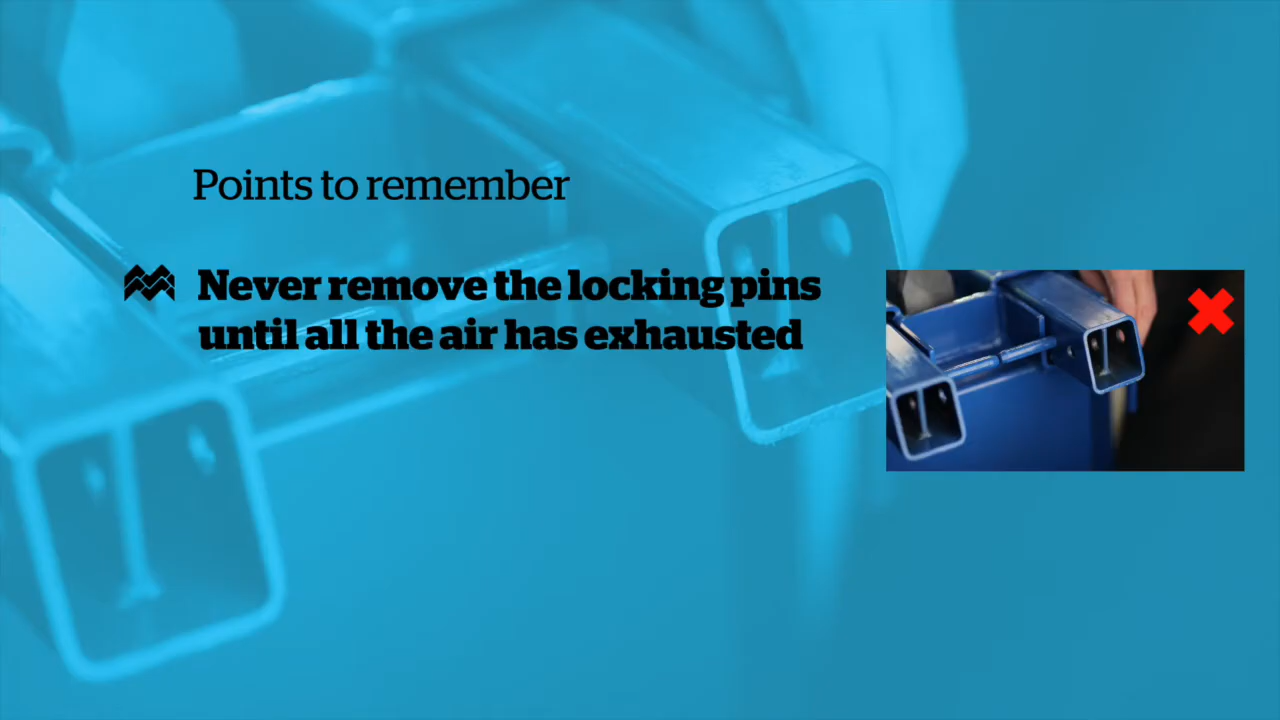 Points to remember
Never remove the locking pins
until all the air has exhausted